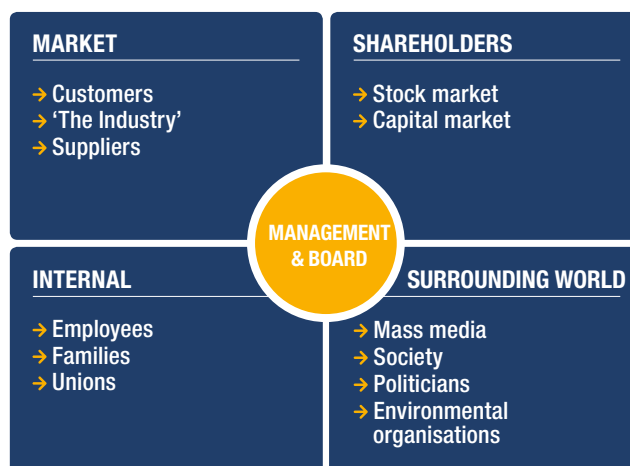 MARKET
→ Customers
→ ‘The Industry’
→ Suppliers
SHAREHOLDERS
→ Stock market
→ Capital market
MANAGEMENT
& BOARD
INTERNAL
→ Employees
→ Families
→ Unions
SURROUNDING WORLD
→ Mass media
→ Society
→ Politicians
→ Environmental
organisations